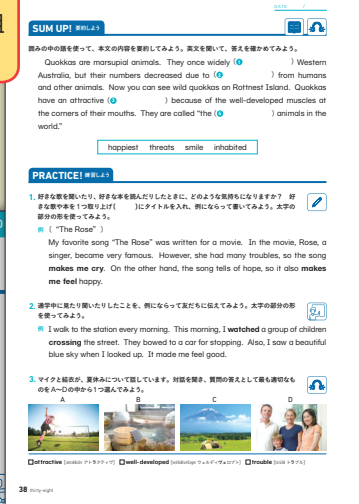 DATE / 
SUM UP! 要約しよう
囲みの中の語を使って、本文の内容を要約してみよう。英文を聞いて、答えを確かめてみよう。
Quokkas are marsupial animals. They once widely (❶ ) Western
Australia, but their numbers decreased due to (❷ ) from humans
and other animals. Now you can see wild quokkas on Rottnest Island. Quokkas
have an attractive (❸ ) because of the well-developed muscles at
the corners of their mouths. They are called “the (❹ ) animals in the
world.”
happiest threats smile inhabited
PRACTICE! 練習しよう
1. 好きな歌を聞いたり、好きな本を読んだりしたときに、どのような気持ちになりますか? 好
きな歌や本を1つ取り上げ( )にタイトルを入れ、例にならって書いてみよう。太字の
部分の形を使ってみよう。
例 ( “The Rose” )
My favorite song “The Rose” was written for a movie. In the movie, Rose, a
singer, became very famous. However, she had many troubles, so the song
makes me cry. On the other hand, the song tells of hope, so it also makes
me feel happy.
2. 通学中に見たり聞いたりしたことを、例にならって友だちに伝えてみよう。太字の部分の形
を使ってみよう。
例 I walk to the station every morning. This morning, I watched a group of children
crossing the street. They bowed to a car for stopping. Also, I saw a beautiful
blue sky when I looked up. It made me feel good.
3. マイクと結衣が、夏休みについて話しています。対話を聞き、質問の答えとして最も適切なも
のをA～Dの中から1つ選んでみよう。
A B C D
□attractive □well-developed □trouble
38 thirty-eight